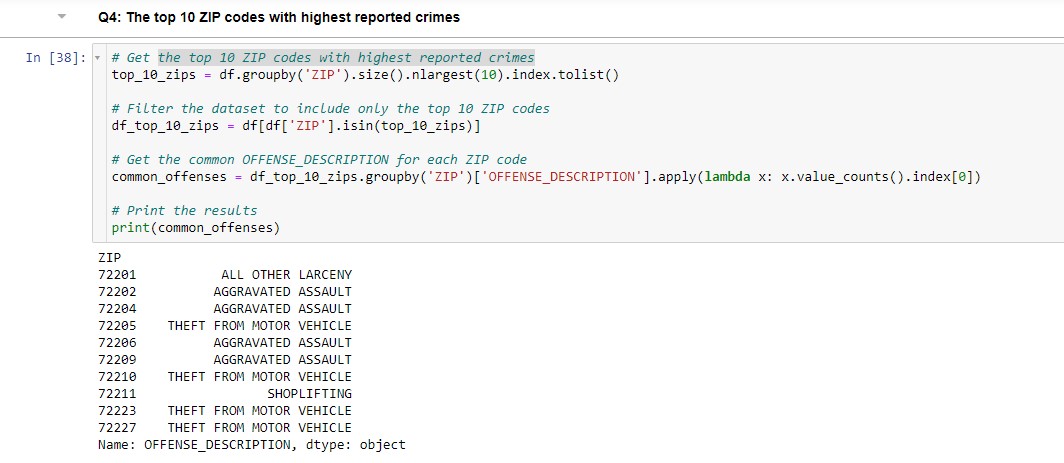 Q4: The top 10 ZIP codes with highest reported crimes
In [38]:
# Get the top 10 ZIP codes with highest reported crimes
top_10_zips = df.groupby('ZIP').size().nlargest(10).index.tolist()
# Filter the dataset to include only the top 10 ZIP codes
df_top_10_zips = df[df['ZIP'].isin(top_10_zips)]
# Get the common OFFENSE_DESCRIPTION for each ZIP code
common_offenses = df_top_10_zips.groupby('ZIP')['OFFENSE_DESCRIPTION'].apply(lambda x: x.value_counts().index[0])
# Print the results
print(common_offenses)
ZIP
72201 ALL OTHER LARCENY
72202 AGGRAVATED ASSAULT
72204 AGGRAVATED ASSAULT
72205 THEFT FROM MOTOR VEHICLE
72206 AGGRAVATED ASSAULT
72209 AGGRAVATED ASSAULT
72210 THEFT FROM MOTOR VEHICLE
72211 SHOPLIFTING
72223 THEFT FROM MOTOR VEHICLE
72227 THEFT FROM MOTOR VEHICLE
Name: OFFENSE_DESCRIPTION, dtype: object